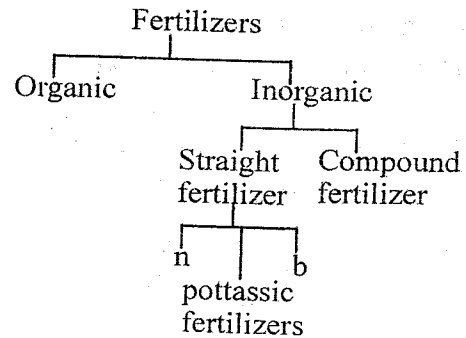 Fertilizers
Organic Inorganic
Straight Compound
fertilizer fertilizer
n b
pottassic
fertilizers